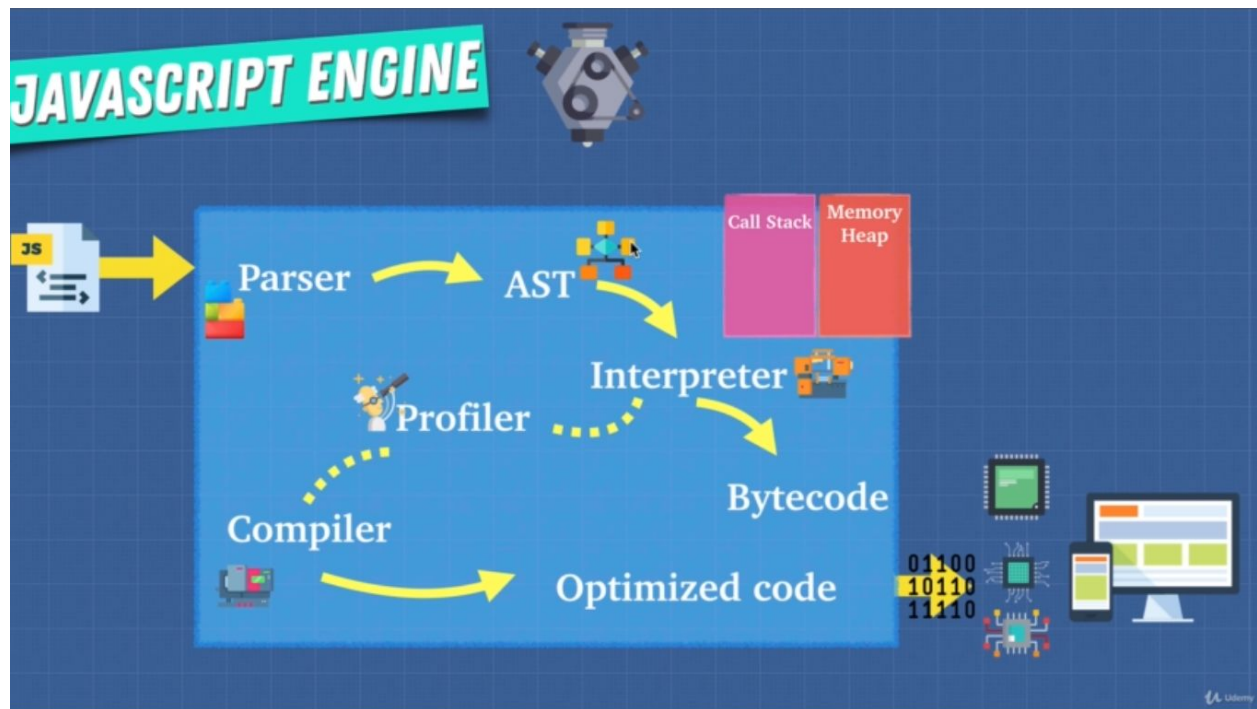 JAVASCRIPT ENGINE
JS
Parser
AST
Call Stack
Memory
Heap
Interpreter
Profiler
Bytecode
Compiler
Optimized code
01100
10110
11110
Udemy